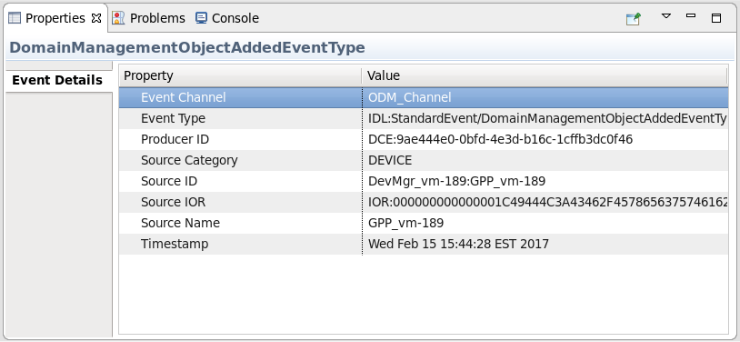 Properties Problems Console
DomainManagementObjectAddedEventType
Event Details
Property Value
Event Channel ODM_Channel
Event Type IDL:StandardEvent/DomainManagementObjectAddedEventTy
Producer ID DCE:9ae444e0-0bfd-4e3d-b16c-1cffb3dc0f46
Source Category DEVICE
Source ID DevMgr_vm-189:GPP_vm-189
Source IOR IOR:000000000000001C49444C3A43462F4578656375746162
Source Name GPP_vm-189
Timestamp Wed Feb 15 15:44:28 EST 2017